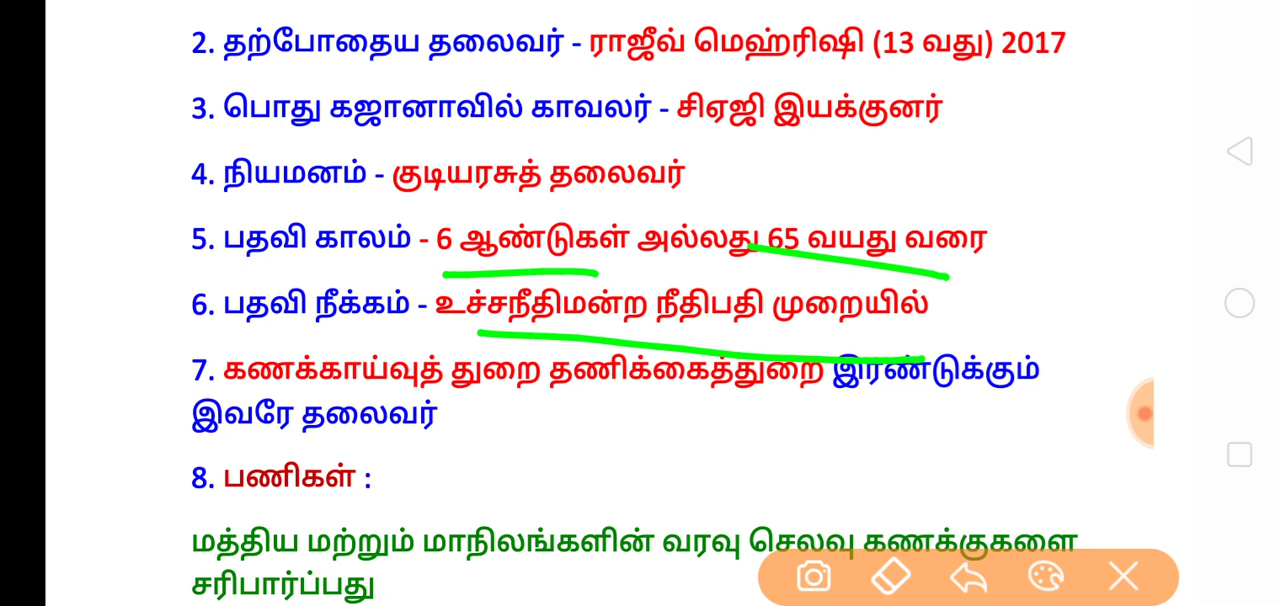 2. தற்போதைய தலைவர் - ராஜீவ் மெஹ்ரிஷி (13 வது) 2017
3. பொது கஜானாவில் காவலர் - சிஏஜி இயக்குனர்
4. நியமனம் - குடியரசுத் தலைவர்
5. பதவி காலம் - 6 ஆண்டுகள் அல்லது 65 வயது வரை
6. பதவி நீக்கம் - உச்சநீதிமன்ற நீதிபதி முறையில்
7. கணக்காய்வுத் துறை தணிக்கைத்துறை இரண்டுக்கும்
இவரே தலைவர்
8. பணிகள் :
மத்திய மற்றும் மாநிலங்களின் வரவு செலவு கணக்குகளை
சரிபார்ப்பது